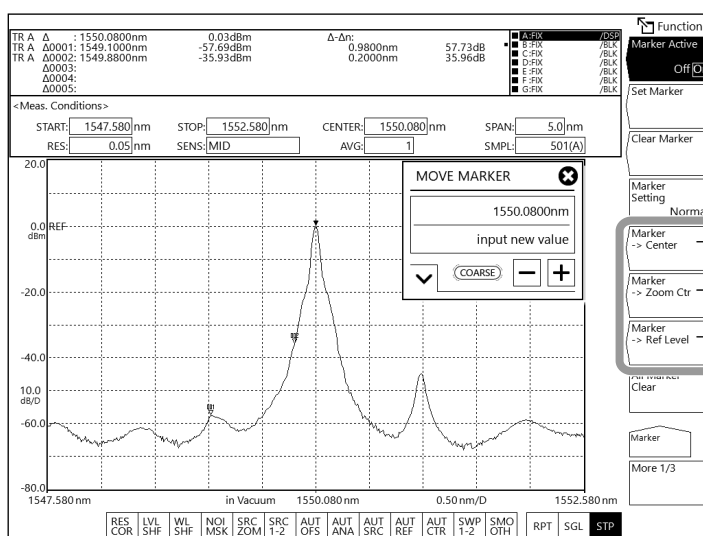 Function
TR A Δ : 1550.0800nm 0.03dBm Δ-Δn:
TR A Δ0001: 1549.1000nm -57.69dBm 0.9800nm 57.73dB
TR A Δ0002: 1549.8800nm -35.93dBm 0.2000nm 35.96dB
Δ0003:
Δ0004:
Δ0005:
A:FIX /DSP
B:FIX /BLK
C:FIX /BLK
D:FIX /BLK
E:FIX /BLK
F:FIX /BLK
G:FIX /BLK
<Meas. Conditions>
START: 1547.580 nm STOP: 1552.580 nm CENTER: 1550.080 nm SPAN: 5.0 nm
RES: 0.05 nm SENS: MID AVG: 1 SMPL: 501(A)
20.0
0.0 REF
dBm
-20.0
-40.0
10.0
dB/D
-60.0
-80.0
MOVE MARKER
1550.0800nm
input new value
COARSE
1547.580 nm in Vacuum 1550.080 nm 0.50 nm/D 1552.580 nm
RES COR
LVL SHF
WL SHF
NOI MSK
SRC ZOM
SRC 1-2
AUT OFS
AUT ANA
AUT SRC
AUT REF
AUT CTR
SWP 1-2
SMO OTH
RPT
SGL
STP
Marker Active
Off
Set Marker
Clear Marker
Marker
Setting
Marker
-> Center
Marker
-> Zoom Ctr
Marker
-> Ref Level
All Marker
Clear
Marker
More 1/3